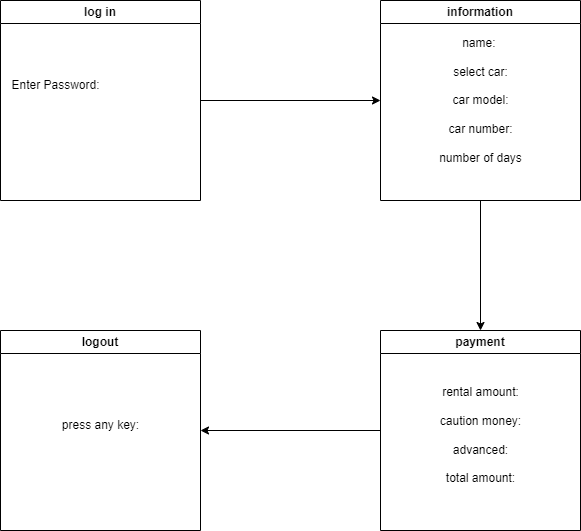 log in
Enter Password:
information
name:
select car:
car model:
car number:
number of days
logout
press any key:
payment
rental amount:
caution money:
advanced:
total amount: